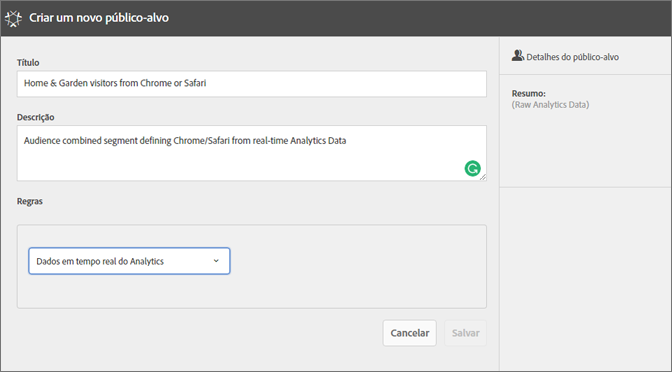 Criar um novo público-alvo
Título
Home & Garden visitors from Chrome or Safari
Descrição
Audience combined segment defining Chrome/Safari from real-time Analytics Data
Regras
Dados em tempo real do Analytics
Cancelar
Salvar
Detalhes do público-alvo
Resumo:
(Raw Analytics Data)